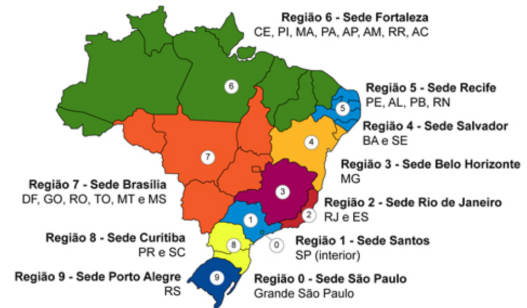 Região 6 - Sede Fortaleza
CE, PI, MA, PA, AP, AM, RR, AC
6
Região 5 - Sede Recife
PE, AL, PB, RN
5
Região 4 - Sede Salvador
BA e SE
4
Região 3 - Sede Belo Horizonte
MG
3
7
Região 7 - Sede Brasília
DF, GO, RO, TO, MT e MS
Região 2 - Sede Rio de Janeiro
RJ e ES
2
1
Região 8 - Sede Curitiba
PR e SC
8
0
Região 1 - Sede Santos
SP (interior)
Região 9 - Sede Porto Alegre
RS
9
Região 0 - Sede São Paulo
Grande São Paulo